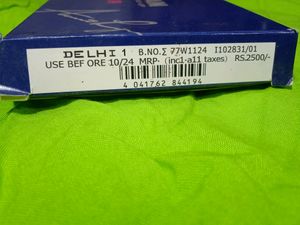 DELHI 1 B.NO.Σ 77W1124 I102831/01
USE BEF ORE 10/24 MRP- (incl-all taxes) RS.2500/-
4 041762 844194